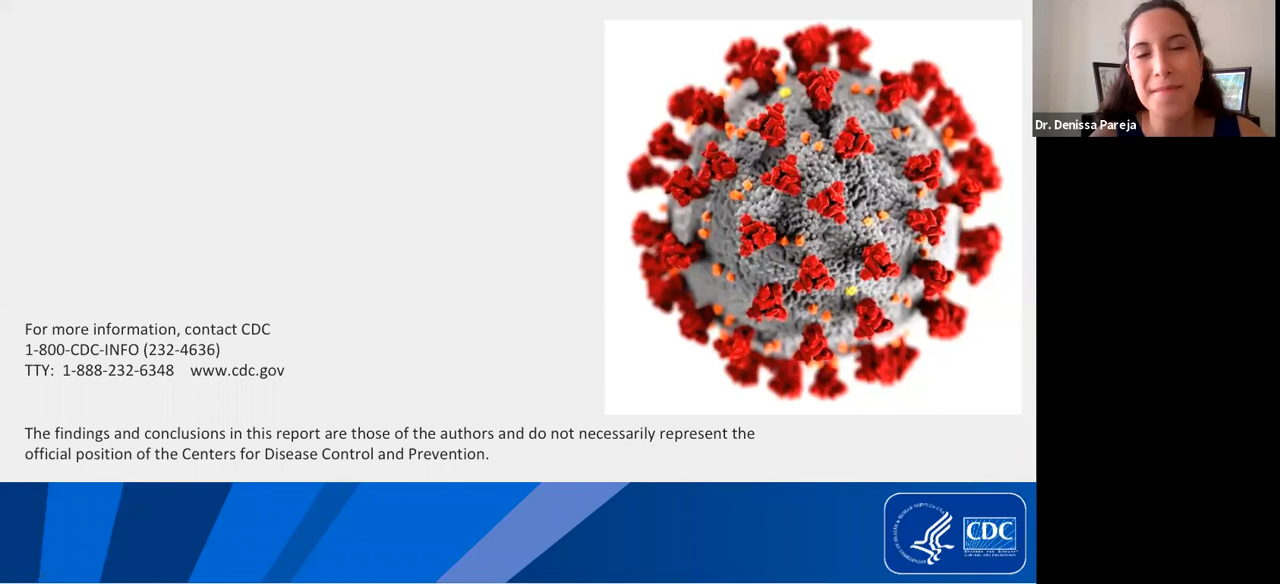 Dr. Denissa Pareja
For more information, contact CDC
1-800-CDC-INFO (232-4636)
TTY:  1-888-232-6348    www.cdc.gov
The findings and conclusions in this report are those of the authors and do not necessarily represent the
official position of the Centers for Disease Control and Prevention.
CDC